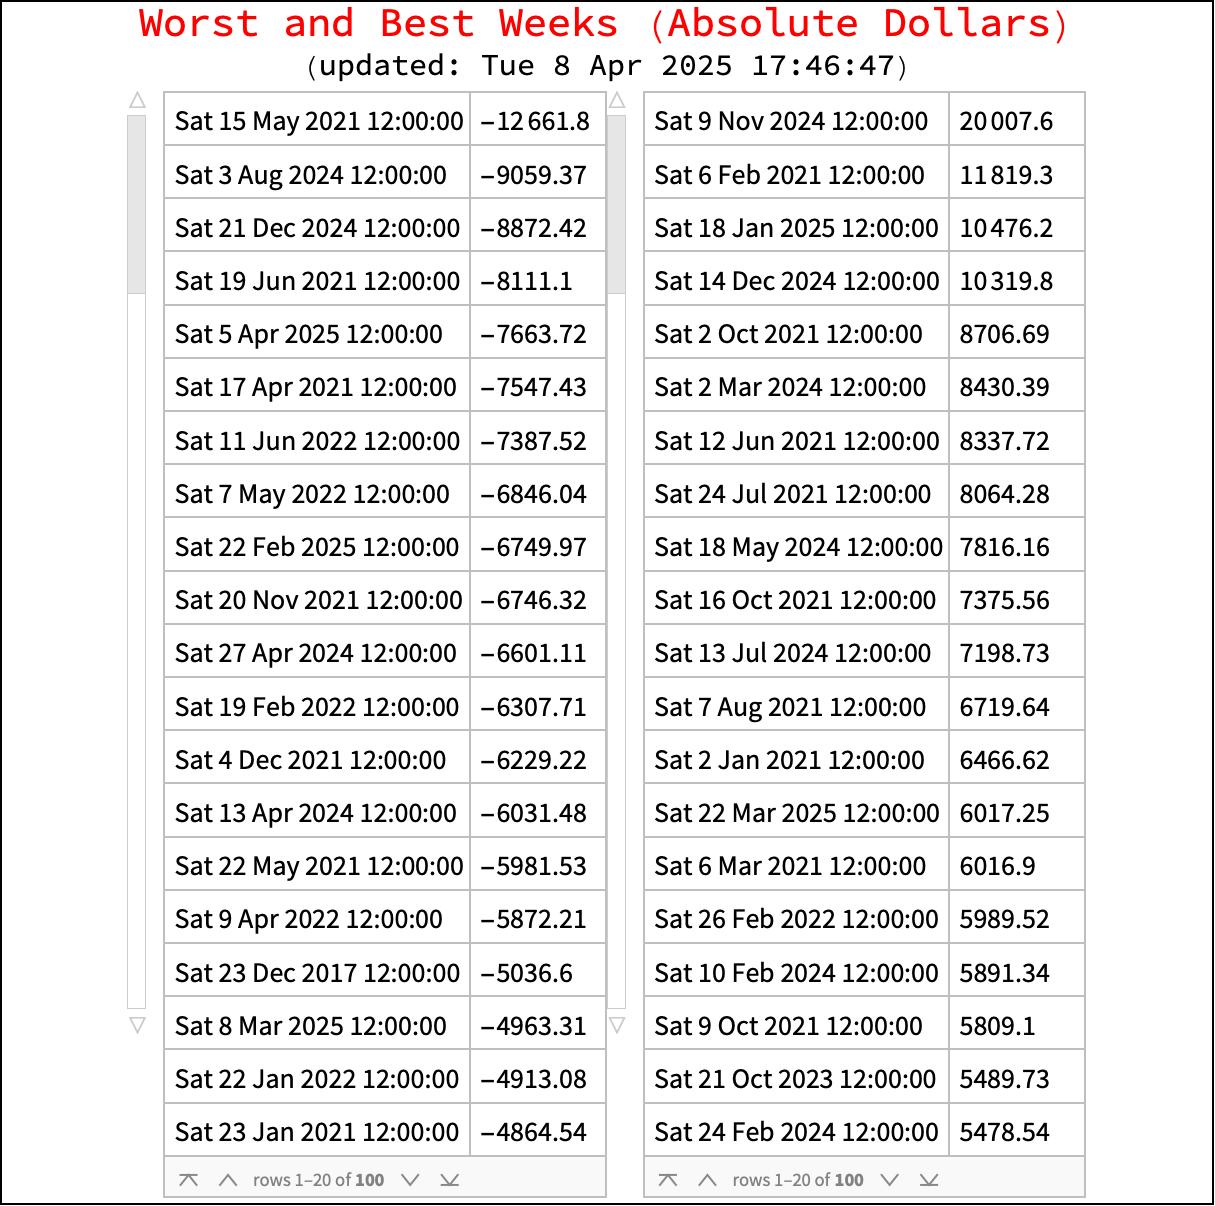 Worst and Best Weeks (Absolute Dollars)
(updated: Tue 8 Apr 2025 17:46:47)
Sat 15 May 2021 12:00:00 −12 661.8 Sat 9 Nov 2024 12:00:00 20 007.6
Sat 3 Aug 2024 12:00:00 −9059.37 Sat 6 Feb 2021 12:00:00 11 819.3
Sat 21 Dec 2024 12:00:00 −8872.42 Sat 18 Jan 2025 12:00:00 10 476.2
Sat 19 Jun 2021 12:00:00 −8111.1 Sat 14 Dec 2024 12:00:00 10 319.8
Sat 5 Apr 2025 12:00:00 −7663.72 Sat 2 Oct 2021 12:00:00 8706.69
Sat 17 Apr 2021 12:00:00 −7547.43 Sat 2 Mar 2024 12:00:00 8430.39
Sat 11 Jun 2022 12:00:00 −7387.52 Sat 12 Jun 2021 12:00:00 8337.72
Sat 7 May 2022 12:00:00 −6846.04 Sat 24 Jul 2021 12:00:00 8064.28
Sat 22 Feb 2025 12:00:00 −6749.97 Sat 18 May 2024 12:00:00 7816.16
Sat 20 Nov 2021 12:00:00 −6746.32 Sat 16 Oct 2021 12:00:00 7375.56
Sat 27 Apr 2024 12:00:00 −6601.11 Sat 13 Jul 2024 12:00:00 7198.73
Sat 19 Feb 2022 12:00:00 −6307.71 Sat 7 Aug 2021 12:00:00 6719.64
Sat 4 Dec 2021 12:00:00 −6229.22 Sat 2 Jan 2021 12:00:00 6466.62
Sat 13 Apr 2024 12:00:00 −6031.48 Sat 22 Mar 2025 12:00:00 6017.25
Sat 22 May 2021 12:00:00 −5981.53 Sat 6 Mar 2021 12:00:00 6016.9
Sat 9 Apr 2022 12:00:00 −5872.21 Sat 26 Feb 2022 12:00:00 5989.52
Sat 23 Dec 2017 12:00:00 −5036.6 Sat 10 Feb 2024 12:00:00 5891.34
Sat 8 Mar 2025 12:00:00 −4963.31 Sat 9 Oct 2021 12:00:00 5809.1
Sat 22 Jan 2022 12:00:00 −4913.08 Sat 21 Oct 2023 12:00:00 5489.73
Sat 23 Jan 2021 12:00:00 −4864.54 Sat 24 Feb 2024 12:00:00 5478.54
rows 1–20 of 100 rows 1–20 of 100